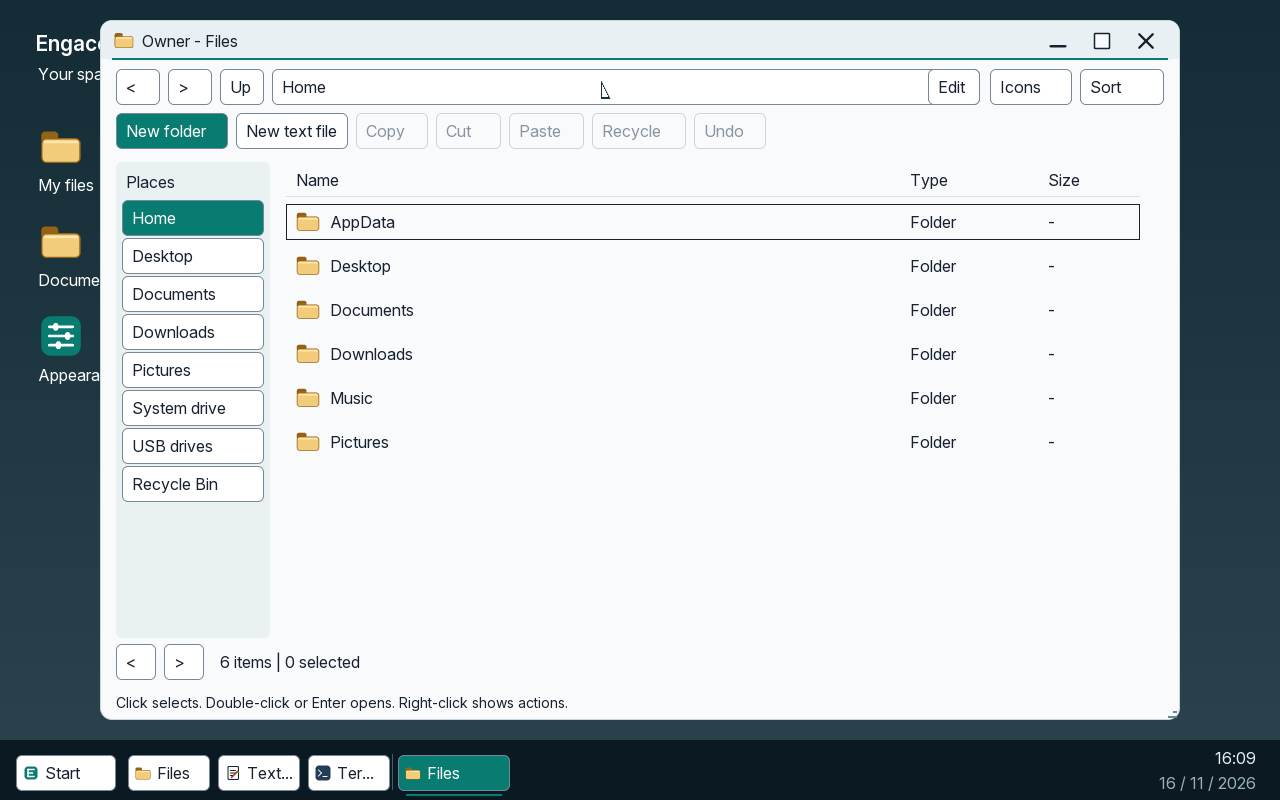 Engace
Your spa
My files
Docume
Appeara
Owner - Files
<
>
Up
Home
Edit
Icons
Sort
New folder
New text file
Copy
Cut
Paste
Recycle
Undo
Places
Home
Desktop
Documents
Downloads
Pictures
System drive
USB drives
Recycle Bin
Name Type Size
AppData Folder -
Desktop Folder -
Documents Folder -
Downloads Folder -
Music Folder -
Pictures Folder -
<
>
6 items | 0 selected
Click selects. Double-click or Enter opens. Right-click shows actions.
Start
Files
Text...
Ter...
Files
16:09
16 / 11 / 2026